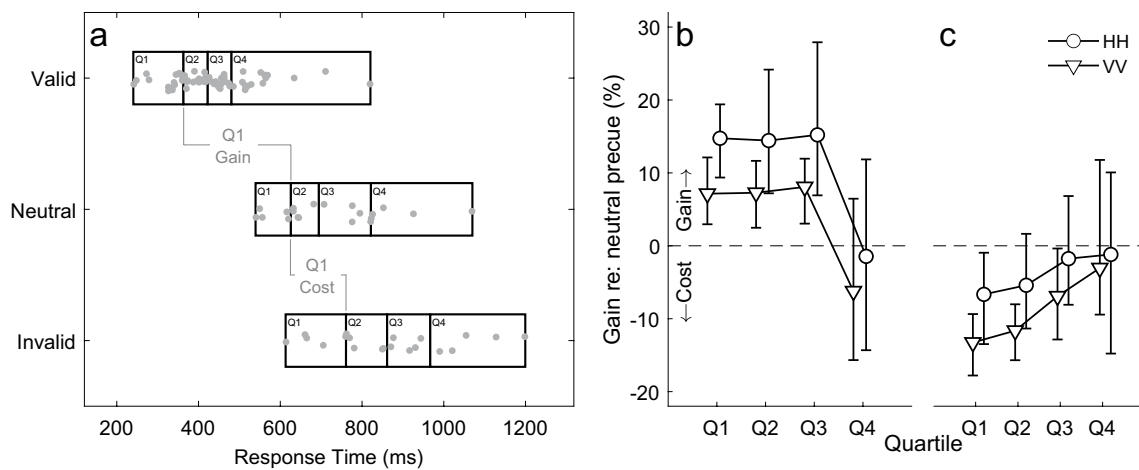 a
Valid
Q1 Q2 Q3 Q4
Q1
Gain
Neutral
Q1 Q2 Q3 Q4
Q1
Cost
Invalid
Q1 Q2 Q3 Q4
200 400 600 800 1000 1200
Response Time (ms)
b
c
HH
VV
Gain re: neutral precue (%)
30
20
10
0
-10
-20
Gain→
←Cost
Q1 Q2 Q3 Q4
Q1 Q2 Q3 Q4
Quartile